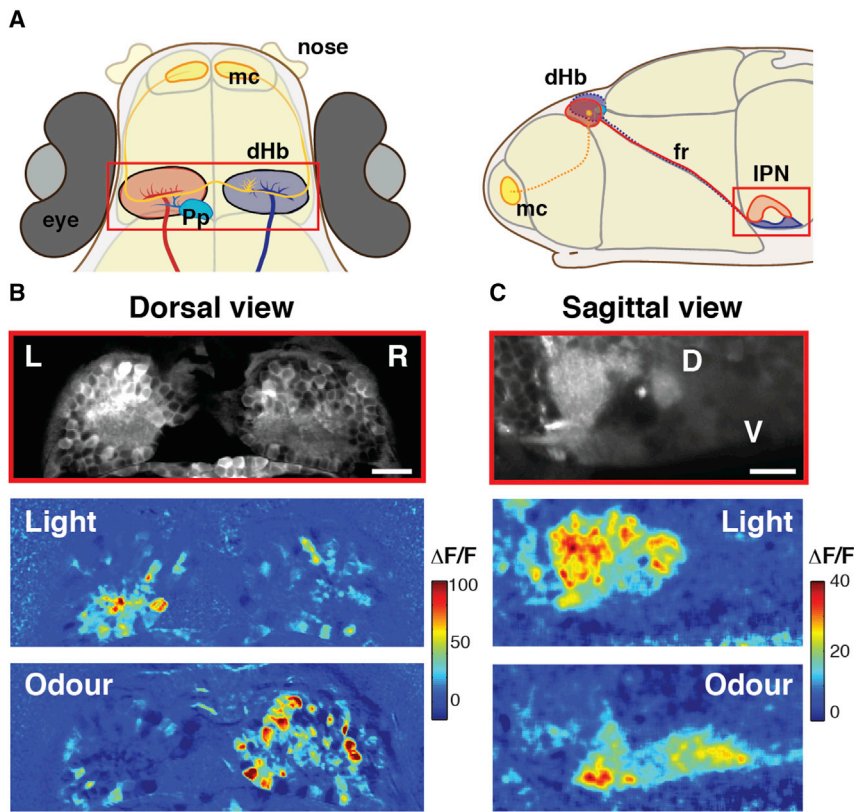 A
nose
mc
dHb
Pp
eye
dHb
fr
IPN
mc
B
Dorsal view
L
R
Light
ΔF/F
100
50
0
Odour
C
Sagittal view
D
V
Light
ΔF/F
40
20
0
Odour